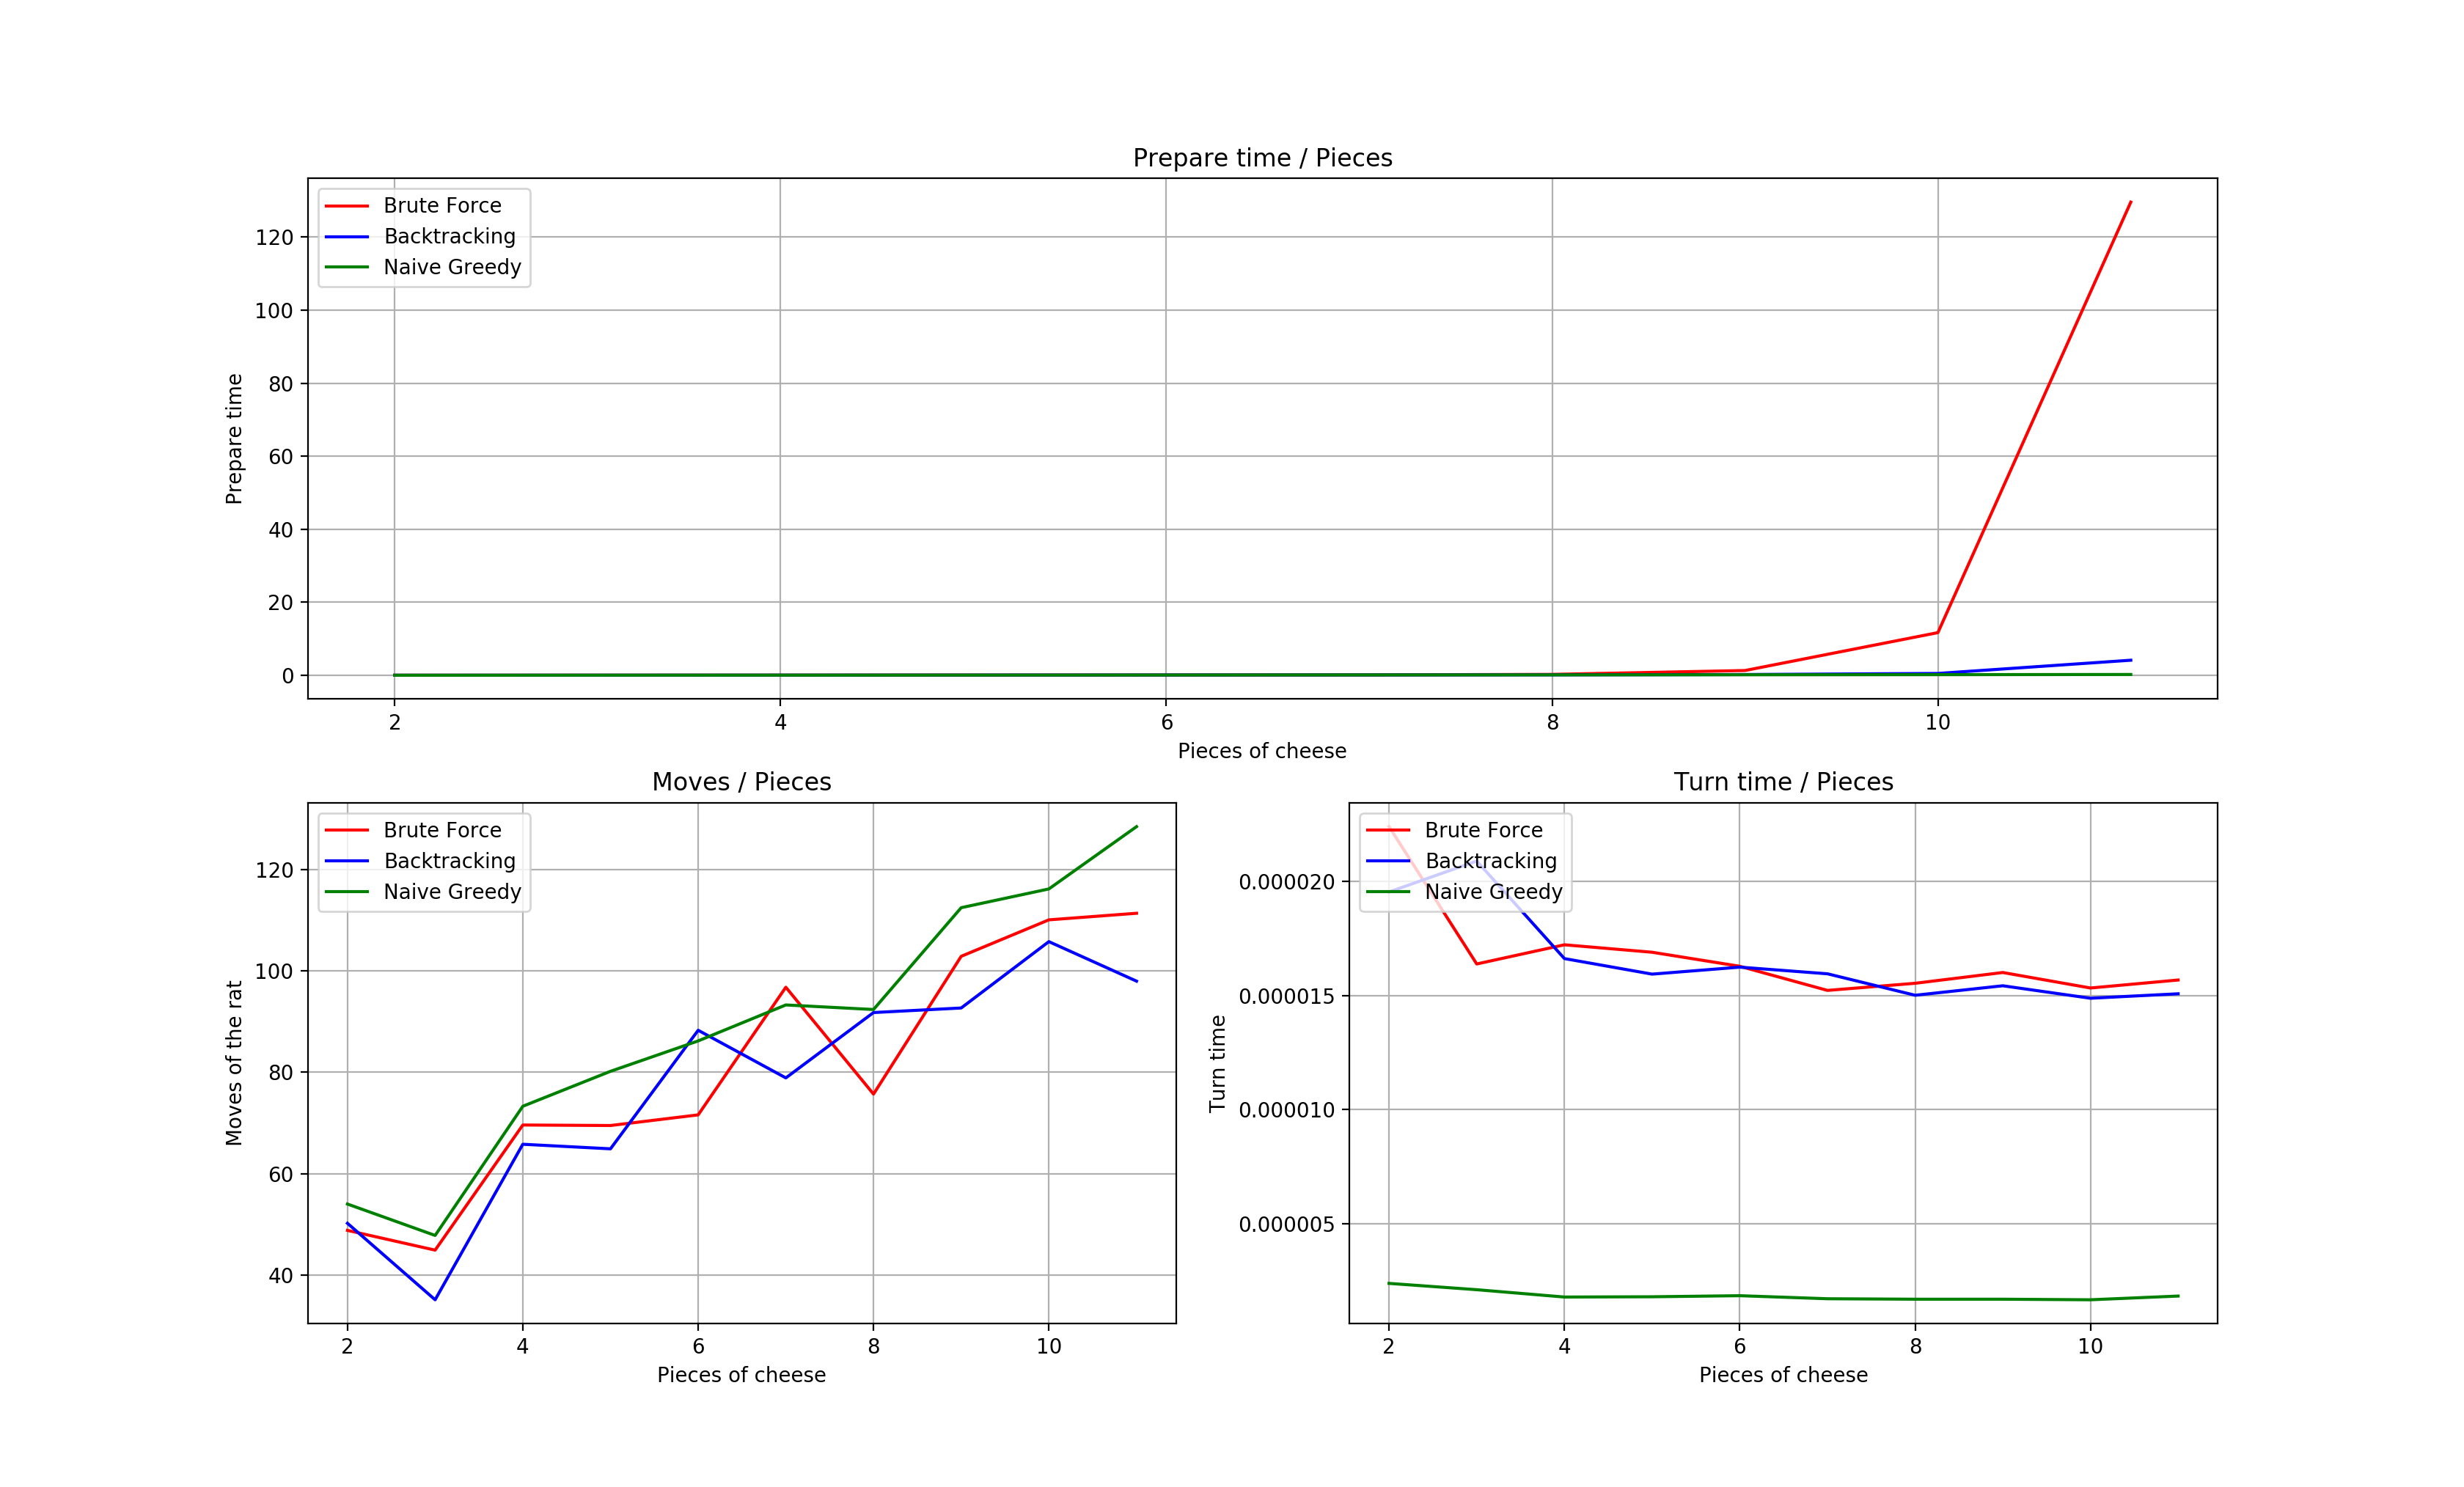 Prepare time / Pieces
Brute Force
Backtracking
Naive Greedy
120
100
80
60
40
20
0
Prepare time
2 4 6 8 10
Pieces of cheese
Moves / Pieces
Brute Force
Backtracking
Naive Greedy
120
100
80
60
40
Moves of the rat
2 4 6 8 10
Pieces of cheese
Turn time / Pieces
Brute Force
Backtracking
Naive Greedy
0.000020
0.000015
0.000010
0.000005
Turn time
2 4 6 8 10
Pieces of cheese